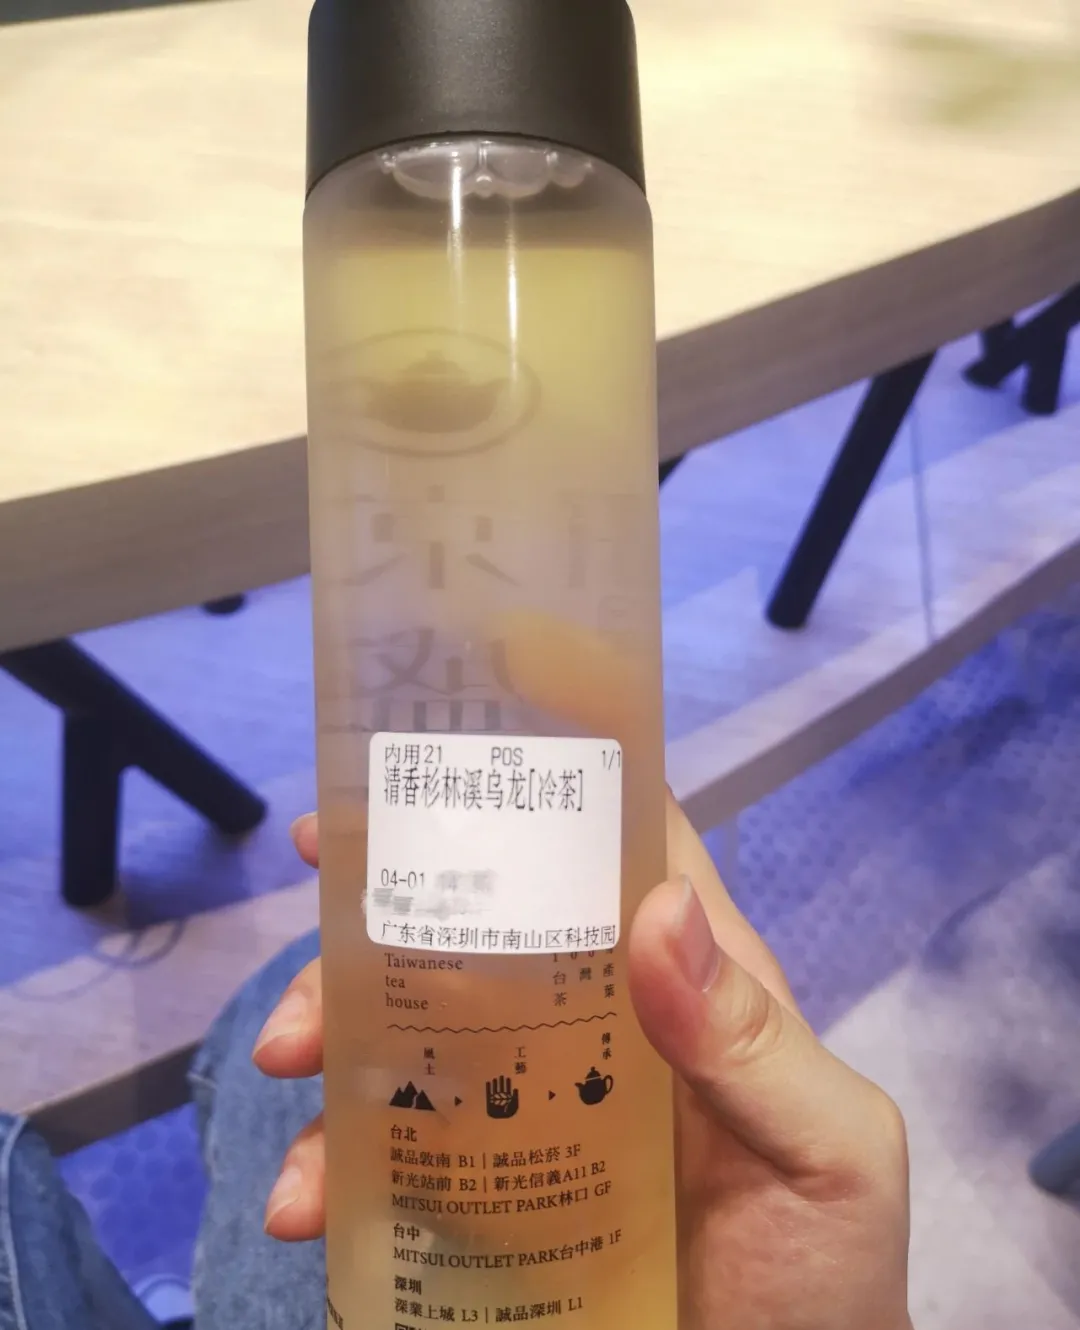 内用21 POS 1/1
清香杉林溪乌龙[冷茶]
04-01
广东省深圳市南山区科技园
Taiwanese
tea
house
台灣
茶
產
葉
風土
工藝
傳承
台北
誠品敦南 B1 | 誠品松菸 3F
新光站前 B2 | 新光信義A11 B2
MITSUI OUTLET PARK林口 GF
台中
MITSUI OUTLET PARK台中港 1F
深圳
深業上城 L3 | 誠品深圳 L1